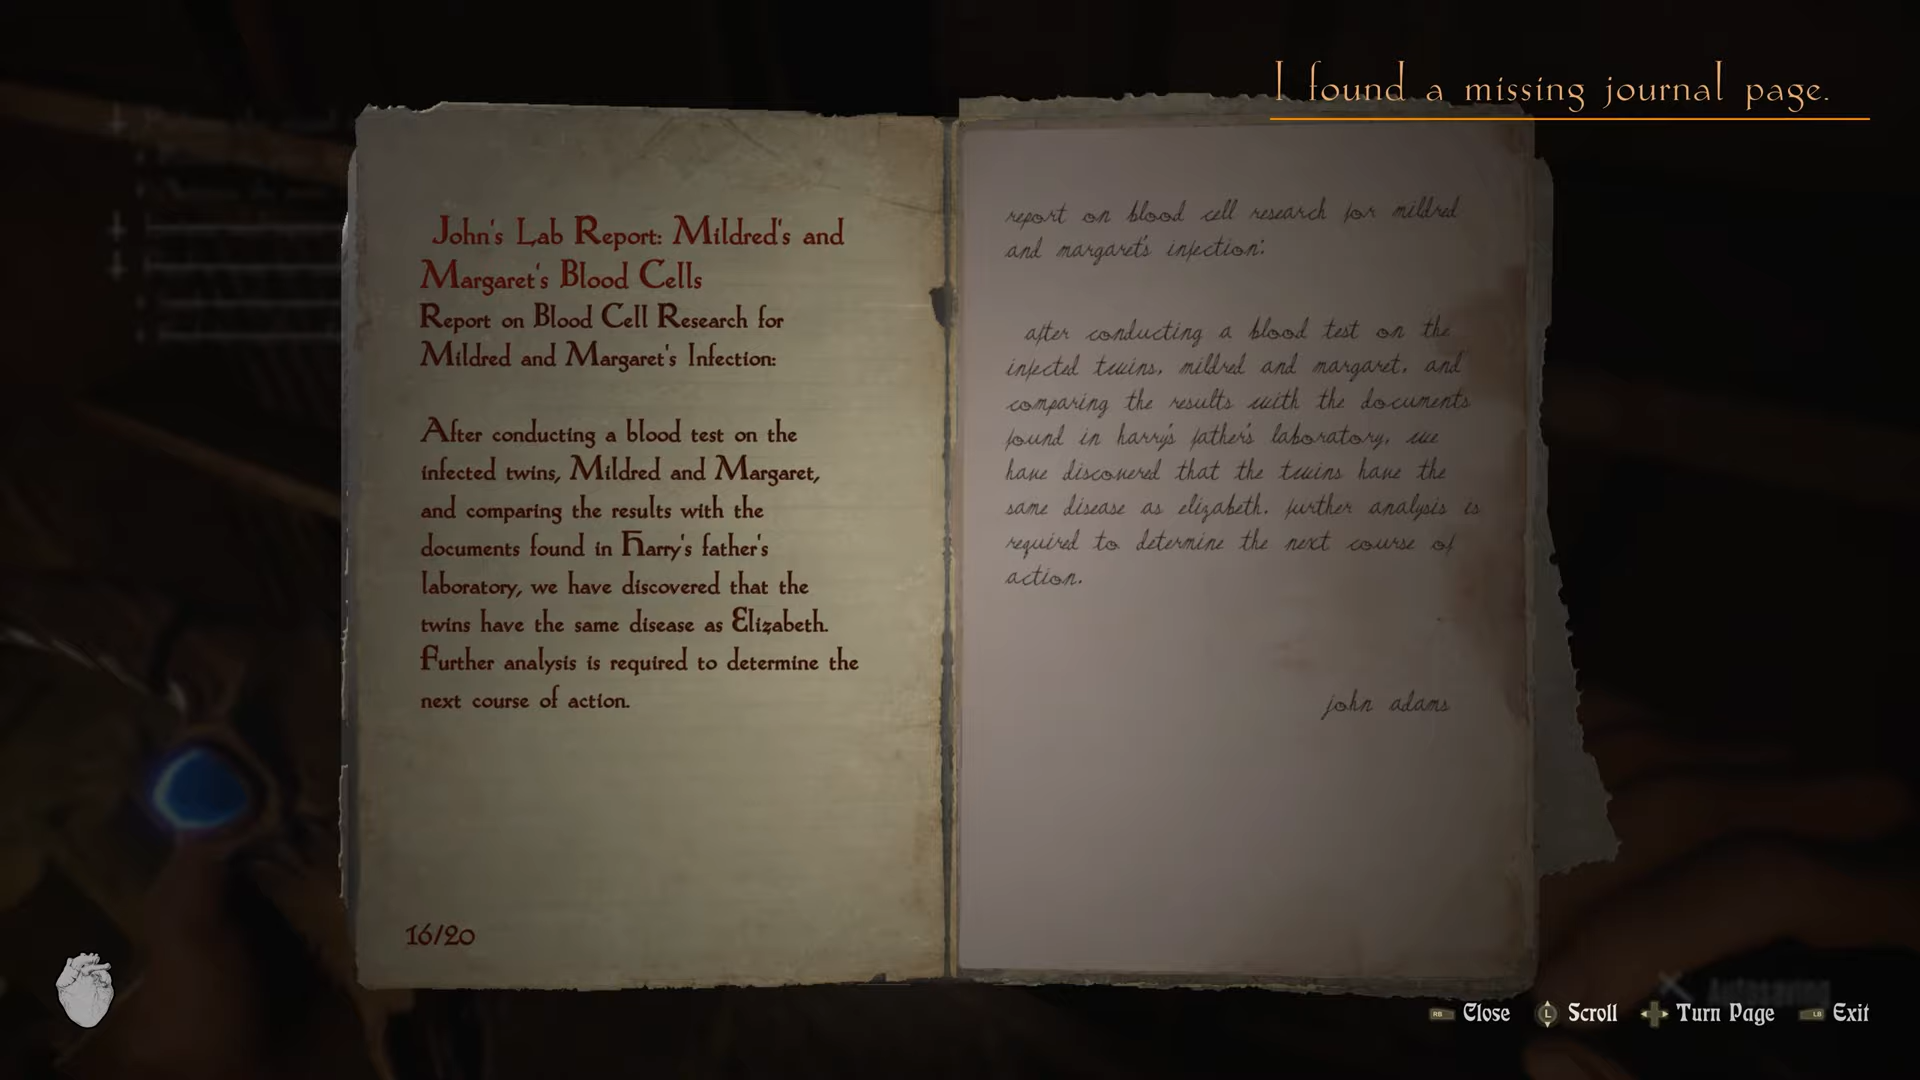 I found a missing journal page.
John's Lab Report: Mildred's and
Margaret's Blood Cells
Report on Blood Cell Research for
Mildred and Margaret's Infection:
After conducting a blood test on the
infected twins, Mildred and Margaret,
and comparing the results with the
documents found in Harry's father's
laboratory, we have discovered that the
twins have the same disease as Elizabeth.
Further analysis is required to determine the
next course of action.
16/20
report on blood cell research for mildred
and margaret's infection:
after conducting a blood test on the
infected twins, mildred and margaret, and
comparing the results with the documents
found in harry's father's laboratory, we
have discovered that the twins have the
same disease as elizabeth. further analysis is
required to determine the next course of
action.
john adams
Autosaving
RB Close L Scroll Turn Page LB Exit